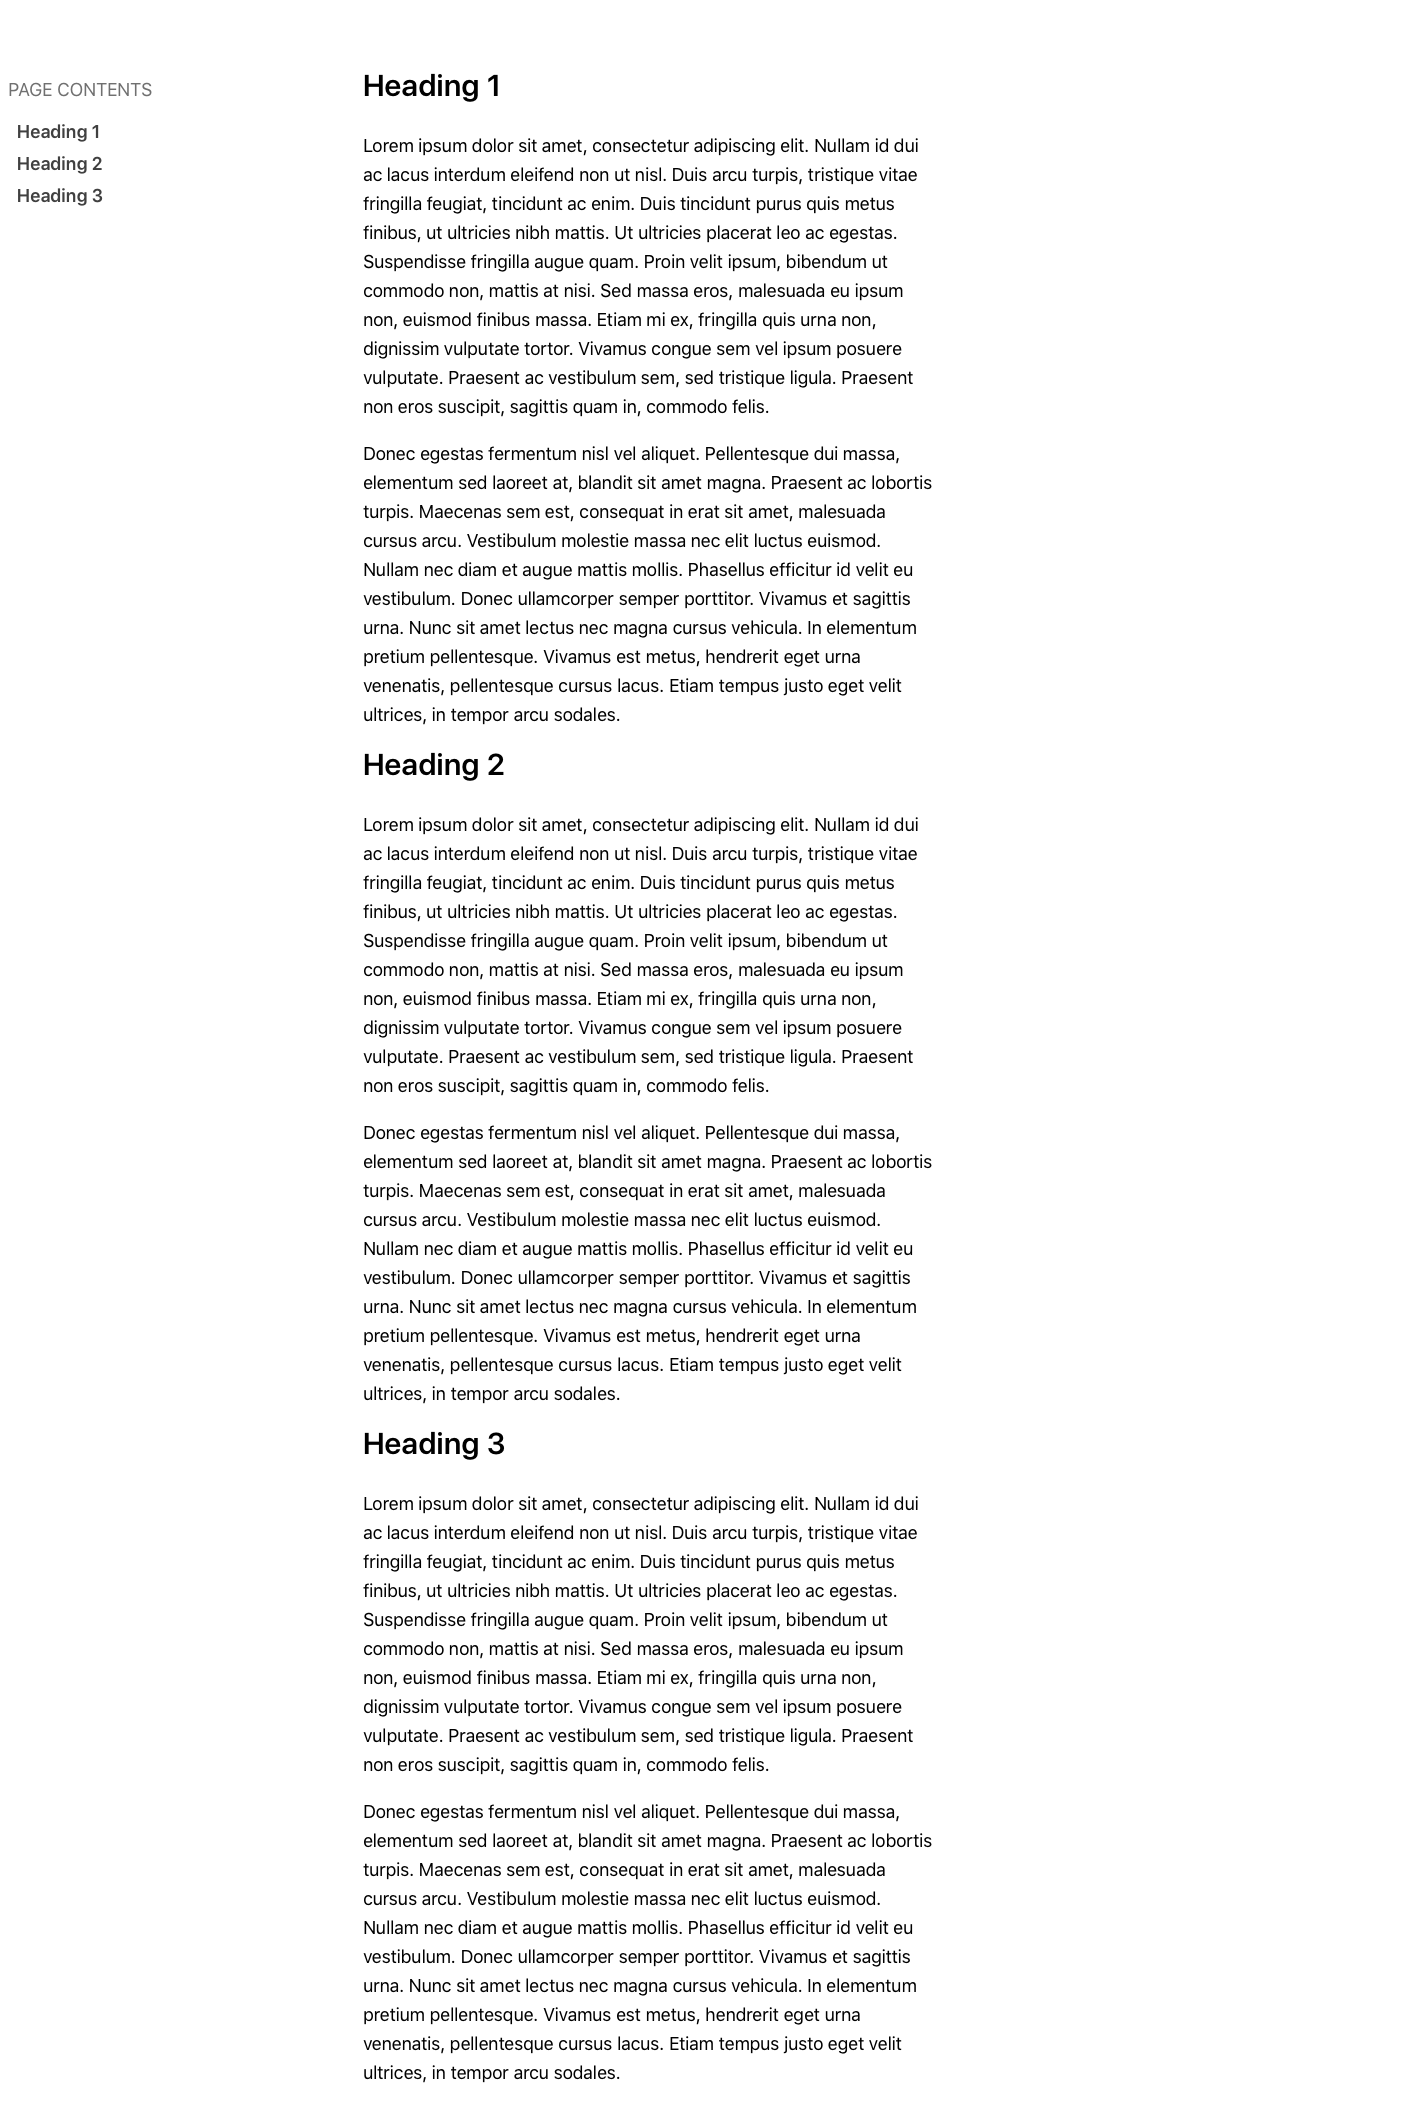 PAGE CONTENTS
Heading 1
Heading 2
Heading 3
Heading 1
Lorem ipsum dolor sit amet, consectetur adipiscing elit. Nullam id dui
ac lacus interdum eleifend non ut nisl. Duis arcu turpis, tristique vitae
fringilla feugiat, tincidunt ac enim. Duis tincidunt purus quis metus
finibus, ut ultricies nibh mattis. Ut ultricies placerat leo ac egestas.
Suspendisse fringilla augue quam. Proin velit ipsum, bibendum ut
commodo non, mattis at nisi. Sed massa eros, malesuada eu ipsum
non, euismod finibus massa. Etiam mi ex, fringilla quis urna non,
dignissim vulputate tortor. Vivamus congue sem vel ipsum posuere
vulputate. Praesent ac vestibulum sem, sed tristique ligula. Praesent
non eros suscipit, sagittis quam in, commodo felis.
Donec egestas fermentum nisl vel aliquet. Pellentesque dui massa,
elementum sed laoreet at, blandit sit amet magna. Praesent ac lobortis
turpis. Maecenas sem est, consequat in erat sit amet, malesuada
cursus arcu. Vestibulum molestie massa nec elit luctus euismod.
Nullam nec diam et augue mattis mollis. Phasellus efficitur id velit eu
vestibulum. Donec ullamcorper semper porttitor. Vivamus et sagittis
urna. Nunc sit amet lectus nec magna cursus vehicula. In elementum
pretium pellentesque. Vivamus est metus, hendrerit eget urna
venenatis, pellentesque cursus lacus. Etiam tempus justo eget velit
ultrices, in tempor arcu sodales.
Heading 2
Lorem ipsum dolor sit amet, consectetur adipiscing elit. Nullam id dui
ac lacus interdum eleifend non ut nisl. Duis arcu turpis, tristique vitae
fringilla feugiat, tincidunt ac enim. Duis tincidunt purus quis metus
finibus, ut ultricies nibh mattis. Ut ultricies placerat leo ac egestas.
Suspendisse fringilla augue quam. Proin velit ipsum, bibendum ut
commodo non, mattis at nisi. Sed massa eros, malesuada eu ipsum
non, euismod finibus massa. Etiam mi ex, fringilla quis urna non,
dignissim vulputate tortor. Vivamus congue sem vel ipsum posuere
vulputate. Praesent ac vestibulum sem, sed tristique ligula. Praesent
non eros suscipit, sagittis quam in, commodo felis.
Donec egestas fermentum nisl vel aliquet. Pellentesque dui massa,
elementum sed laoreet at, blandit sit amet magna. Praesent ac lobortis
turpis. Maecenas sem est, consequat in erat sit amet, malesuada
cursus arcu. Vestibulum molestie massa nec elit luctus euismod.
Nullam nec diam et augue mattis mollis. Phasellus efficitur id velit eu
vestibulum. Donec ullamcorper semper porttitor. Vivamus et sagittis
urna. Nunc sit amet lectus nec magna cursus vehicula. In elementum
pretium pellentesque. Vivamus est metus, hendrerit eget urna
venenatis, pellentesque cursus lacus. Etiam tempus justo eget velit
ultrices, in tempor arcu sodales.
Heading 3
Lorem ipsum dolor sit amet, consectetur adipiscing elit. Nullam id dui
ac lacus interdum eleifend non ut nisl. Duis arcu turpis, tristique vitae
fringilla feugiat, tincidunt ac enim. Duis tincidunt purus quis metus
finibus, ut ultricies nibh mattis. Ut ultricies placerat leo ac egestas.
Suspendisse fringilla augue quam. Proin velit ipsum, bibendum ut
commodo non, mattis at nisi. Sed massa eros, malesuada eu ipsum
non, euismod finibus massa. Etiam mi ex, fringilla quis urna non,
dignissim vulputate tortor. Vivamus congue sem vel ipsum posuere
vulputate. Praesent ac vestibulum sem, sed tristique ligula. Praesent
non eros suscipit, sagittis quam in, commodo felis.
Donec egestas fermentum nisl vel aliquet. Pellentesque dui massa,
elementum sed laoreet at, blandit sit amet magna. Praesent ac lobortis
turpis. Maecenas sem est, consequat in erat sit amet, malesuada
cursus arcu. Vestibulum molestie massa nec elit luctus euismod.
Nullam nec diam et augue mattis mollis. Phasellus efficitur id velit eu
vestibulum. Donec ullamcorper semper porttitor. Vivamus et sagittis
urna. Nunc sit amet lectus nec magna cursus vehicula. In elementum
pretium pellentesque. Vivamus est metus, hendrerit eget urna
venenatis, pellentesque cursus lacus. Etiam tempus justo eget velit
ultrices, in tempor arcu sodales.